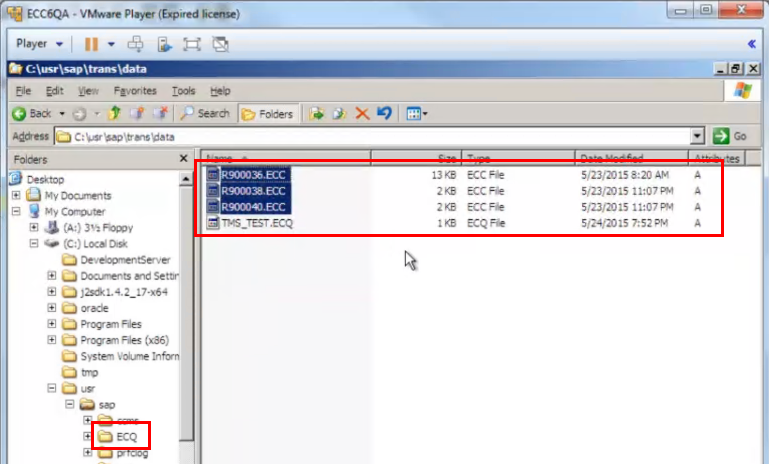 ECC6QA - VMware Player (Expired license)
Player
C:\usr\sap\trans\data
File Edit View Favorites Tools Help
Back Search Folders
Address C:\usr\sap\trans\data Go
Folders
Name Size Type Date Modified Attributes
R900036.ECC 13 KB ECC File 5/23/2015 8:20 AM A
R900038.ECC 2 KB ECC File 5/23/2015 11:07 PM A
R900040.ECC 2 KB ECC File 5/23/2015 11:07 PM A
TMS_TEST.ECQ 1 KB ECQ File 5/24/2015 7:52 PM A
Desktop
My Documents
My Computer
(A:) 3½ Floppy
(C:) Local Disk
DevelopmentServer
Documents and Settin
j2sdk1.4.2_17-x64
oracle
Program Files
Program Files (x86)
System Volume Inform
tmp
usr
sap
ccms
ECQ
prfclog